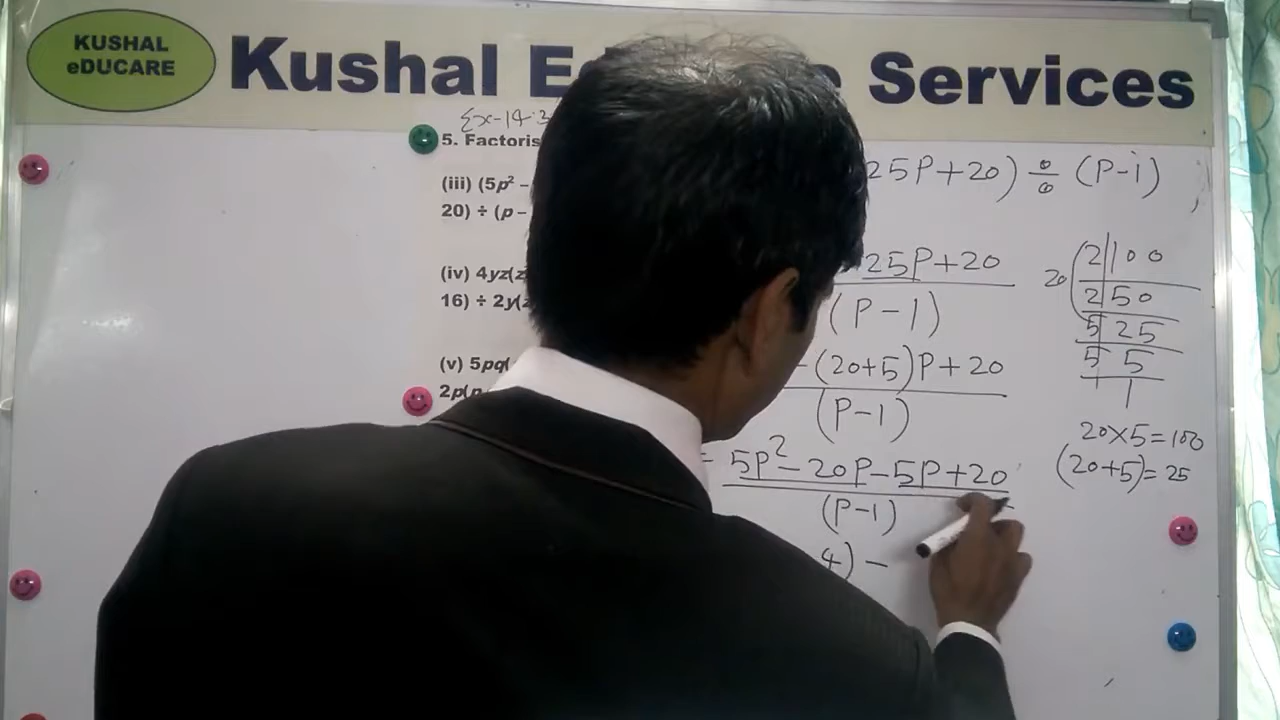 KUSHAL
eDUCARE
Kushal E e Services
Ex-14.3
5. Factoris
(iii) (5p² –
20) ÷ (p –
(iv) 4yz(z
16) ÷ 2y(z
(v) 5pq(
2p(p
25P+20) ÷ (P-1)
25P+20
(P-1)
-(20+5)P+20
(P-1)
= 5P²-20P-5P+20
(P-1)
4) -
20
2|100
2|50
5|25
5|5
1
20×5=100
(20+5)=25